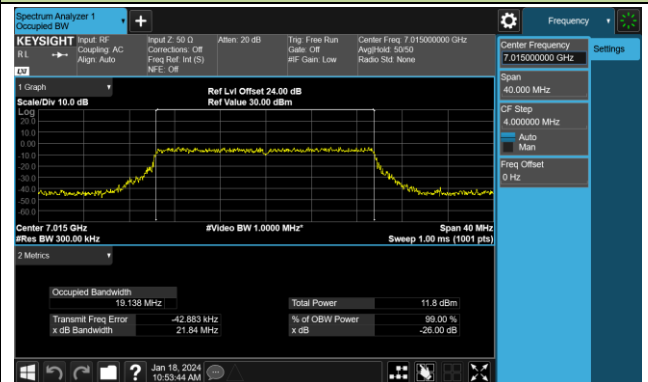 Spectrum Analyzer 1
Occupied BW
+
Frequency
KEYSIGHT
RL
LXI
Input: RF
Coupling: AC
Align: Auto
Input Z: 50 Ω
Corrections: Off
Freq Ref: Int (S)
NFE: Off
Atten: 20 dB
Trig: Free Run
Gate: Off
#IF Gain: Low
Center Freq: 7.015000000 GHz
Avg|Hold: 50/50
Radio Std: None
Center Frequency
7.015000000 GHz
Settings
Span
40.000 MHz
CF Step
4.000000 MHz
Auto
Man
Freq Offset
0 Hz
1 Graph
Scale/Div 10.0 dB
Ref Lvl Offset 24.00 dB
Ref Value 30.00 dBm
Log
20.0
10.0
0.00
-10.0
-20.0
-30.0
-40.0
-50.0
-60.0
Center 7.015 GHz
#Res BW 300.00 kHz
#Video BW 1.0000 MHz*
Span 40 MHz
Sweep 1.00 ms (1001 pts)
2 Metrics
Occupied Bandwidth
19.138 MHz
Total Power 11.8 dBm
Transmit Freq Error -42.883 kHz
% of OBW Power 99.00 %
x dB Bandwidth 21.84 MHz
x dB -26.00 dB
?
Jan 18, 2024
10:53:44 AM